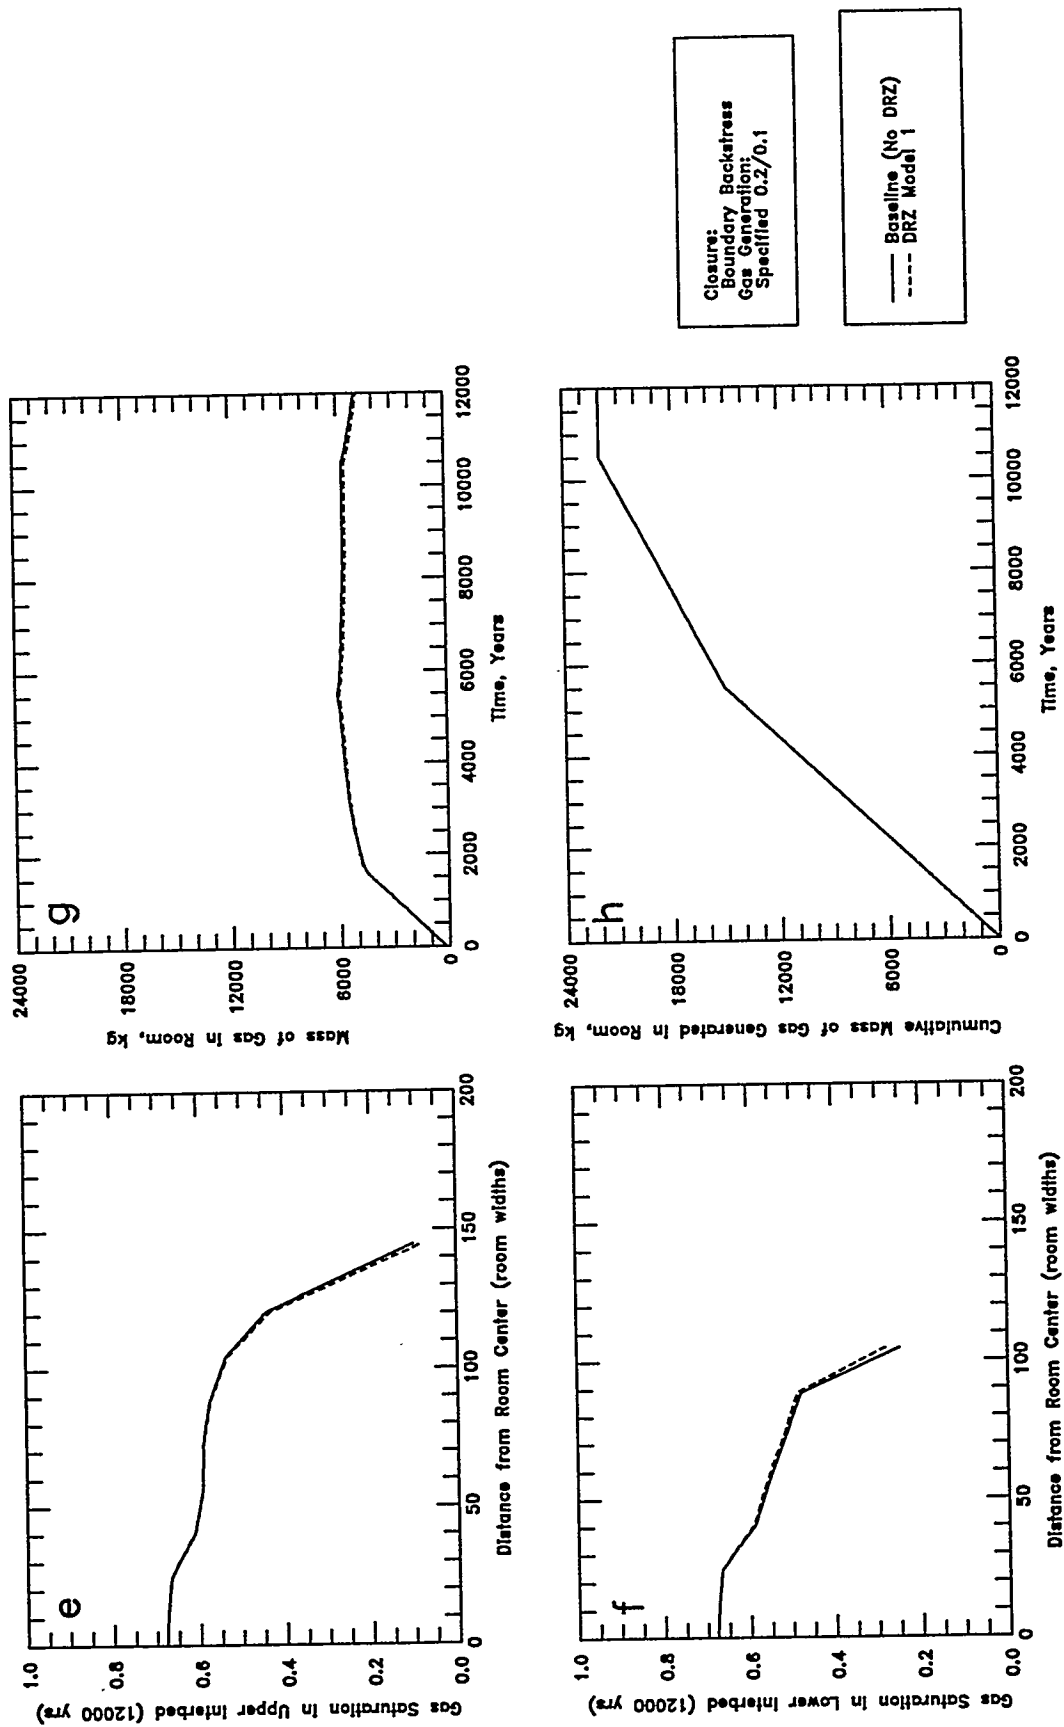 e
Gas Saturation in Upper Interbed (12000 yrs)
1.0
0.8
0.6
0.4
0.2
0.0
0
50
100
150
200
Distance from Room Center (room widths)
g
Mass of Gas in Room, kg
24000
18000
12000
6000
0
0
2000
4000
6000
8000
10000
12000
Time, Years
f
Gas Saturation in Lower Interbed (12000 yrs)
1.0
0.8
0.6
0.4
0.2
0.0
0
50
100
150
200
Distance from Room Center (room widths)
h
Cumulative Mass of Gas Generated in Room, kg
24000
18000
12000
6000
0
0
2000
4000
6000
8000
10000
12000
Time, Years
Closure:
Boundary Backstress
Gas Generation:
Specified 0.2/0.1
Baseline (No DRZ)
DRZ Model 1